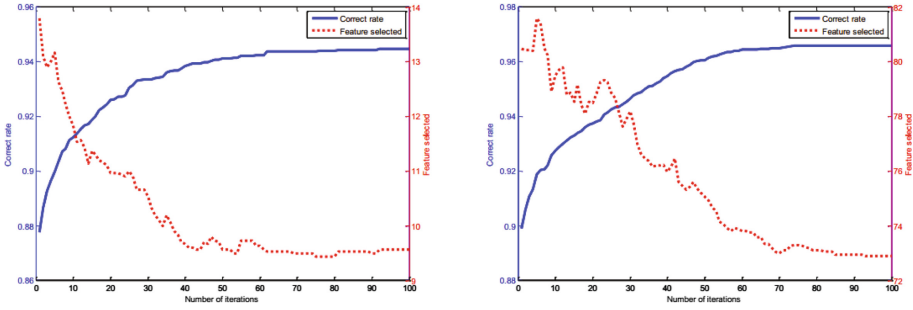 0.96
0.94
0.92
0.9
0.88
0.86
Correct rate
14
13
12
11
10
9
Feature selected
Correct rate
Feature selected
0 10 20 30 40 50 60 70 80 90 100
Number of iterations
0.98
0.96
0.94
0.92
0.9
0.88
Correct rate
82
80
78
76
73
72
Feature selected
Correct rate
Feature selected
0 10 20 30 40 50 60 70 80 90 100
Number of iterations